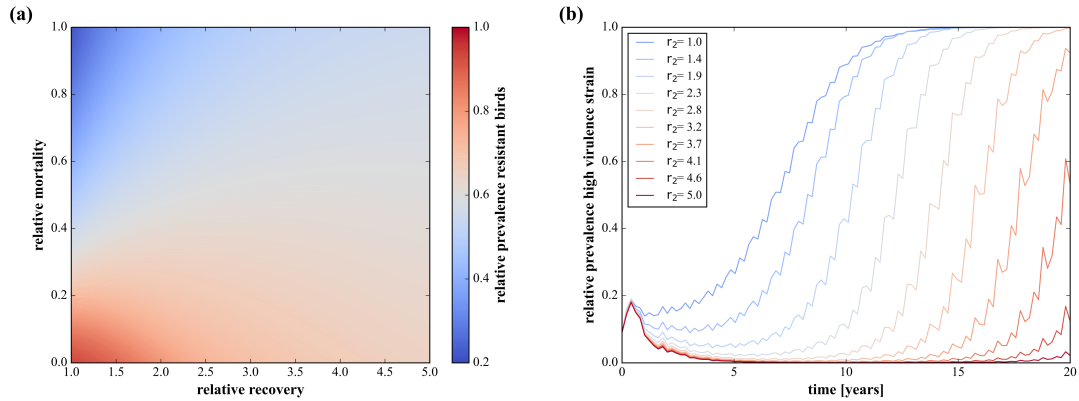 (a)
1.0
0.8
0.6
0.4
0.2
0.0
relative mortality
1.0 1.5 2.0 2.5 3.0 3.5 4.0 4.5 5.0
relative recovery
1.0
0.8
0.6
0.4
0.2
relative prevalence resistant birds
(b)
1.0
0.8
0.6
0.4
0.2
0.0
relative prevalence high virulence strain
r₂= 1.0
r₂= 1.4
r₂= 1.9
r₂= 2.3
r₂= 2.8
r₂= 3.2
r₂= 3.7
r₂= 4.1
r₂= 4.6
r₂= 5.0
0 5 10 15 20
time [years]